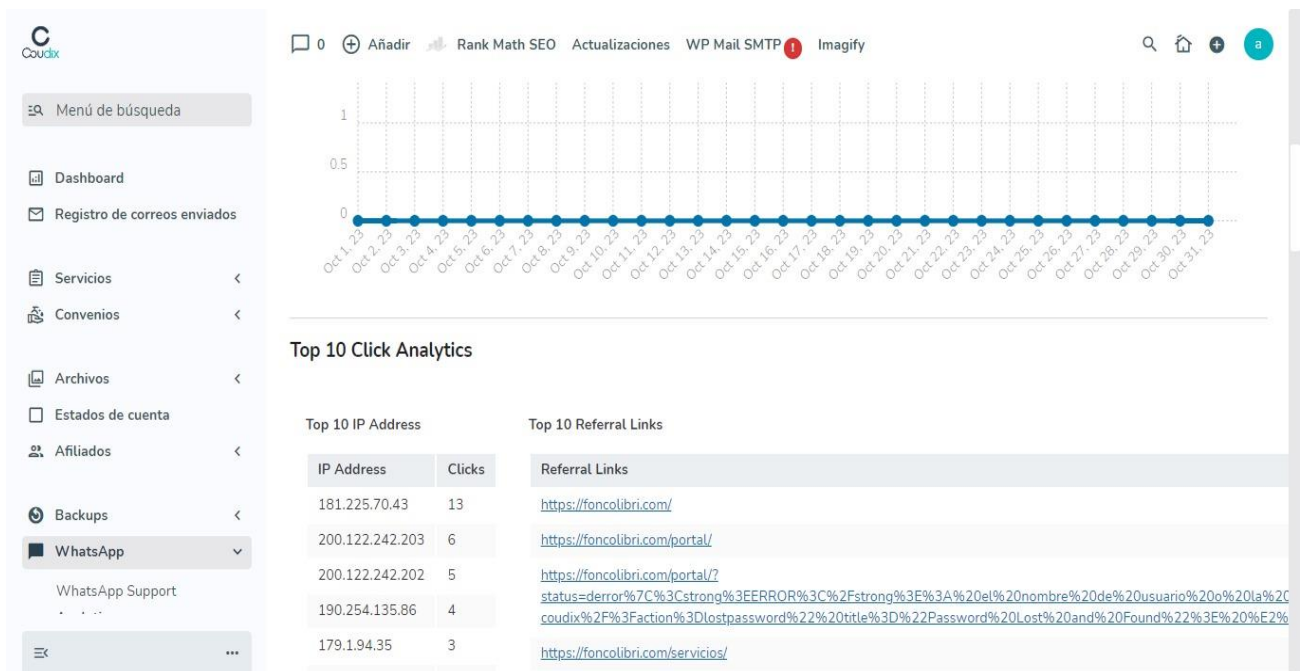 Coudix
0 Añadir Rank Math SEO Actualizaciones WP Mail SMTP ! Imagify a
Menú de búsqueda
Dashboard
Registro de correos enviados
Servicios
Convenios
Archivos
Estados de cuenta
Afiliados
Backups
WhatsApp
WhatsApp Support
1
0.5
0
Oct 1, 23 Oct 2, 23 Oct 3, 23 Oct 4, 23 Oct 5, 23 Oct 6, 23 Oct 7, 23 Oct 8, 23 Oct 9, 23 Oct 10, 23 Oct 11, 23 Oct 12, 23 Oct 13, 23 Oct 14, 23 Oct 15, 23 Oct 16, 23 Oct 17, 23 Oct 18, 23 Oct 19, 23 Oct 20, 23 Oct 21, 23 Oct 22, 23 Oct 23, 23 Oct 24, 23 Oct 25, 23 Oct 26, 23 Oct 27, 23 Oct 28, 23 Oct 29, 23 Oct 30, 23 Oct 31, 23
Top 10 Click Analytics
Top 10 IP Address
IP Address Clicks
181.225.70.43 13
200.122.242.203 6
200.122.242.202 5
190.254.135.86 4
179.1.94.35 3
Top 10 Referral Links
Referral Links
https://foncolibri.com/
https://foncolibri.com/portal/
https://foncolibri.com/portal/?
status=derror%7C%3Cstrong%3EERROR%3C%2Fstrong%3E%3A%20el%20nombre%20de%20usuario%20o%20la%20
coudix%2F%3Faction%3Dlostpassword%22%20title%3D%22Password%20Lost%20and%20Found%22%3E%20%E2%
https://foncolibri.com/servicios/